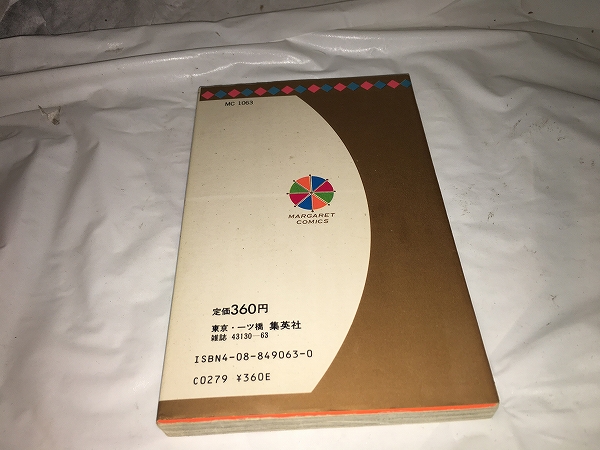 MC 1063
MARGARET
COMICS
定価360円
東京・一ツ橋 集英社
雑誌 43130―63
ISBN4-08-849063-0
C0279 ¥360E